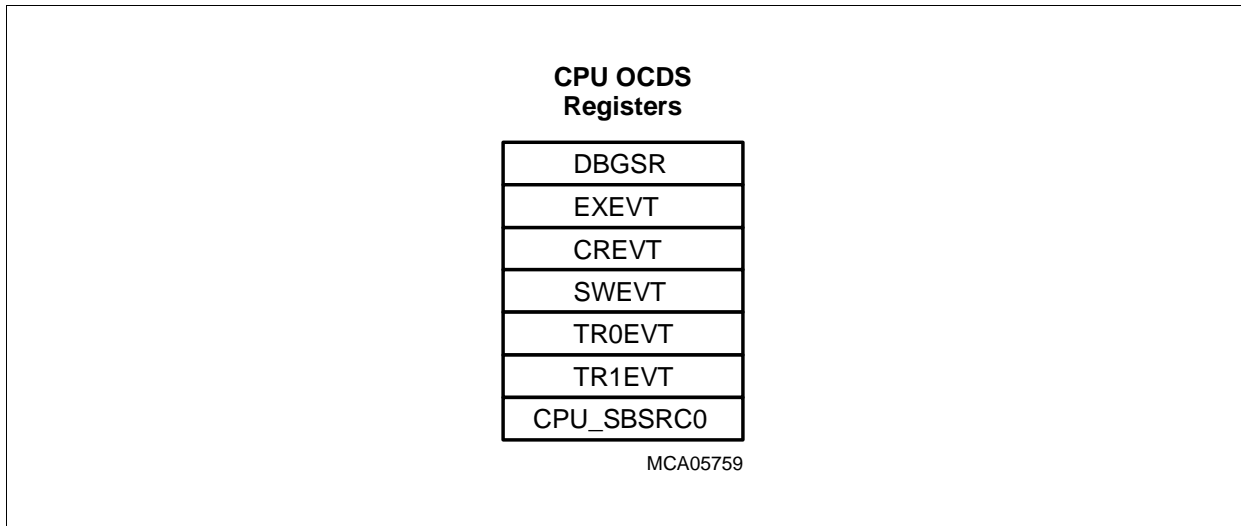 CPU OCDS
Registers
DBGSR
EXEVT
CREVT
SWEVT
TR0EVT
TR1EVT
CPU_SBSRC0
MCA05759